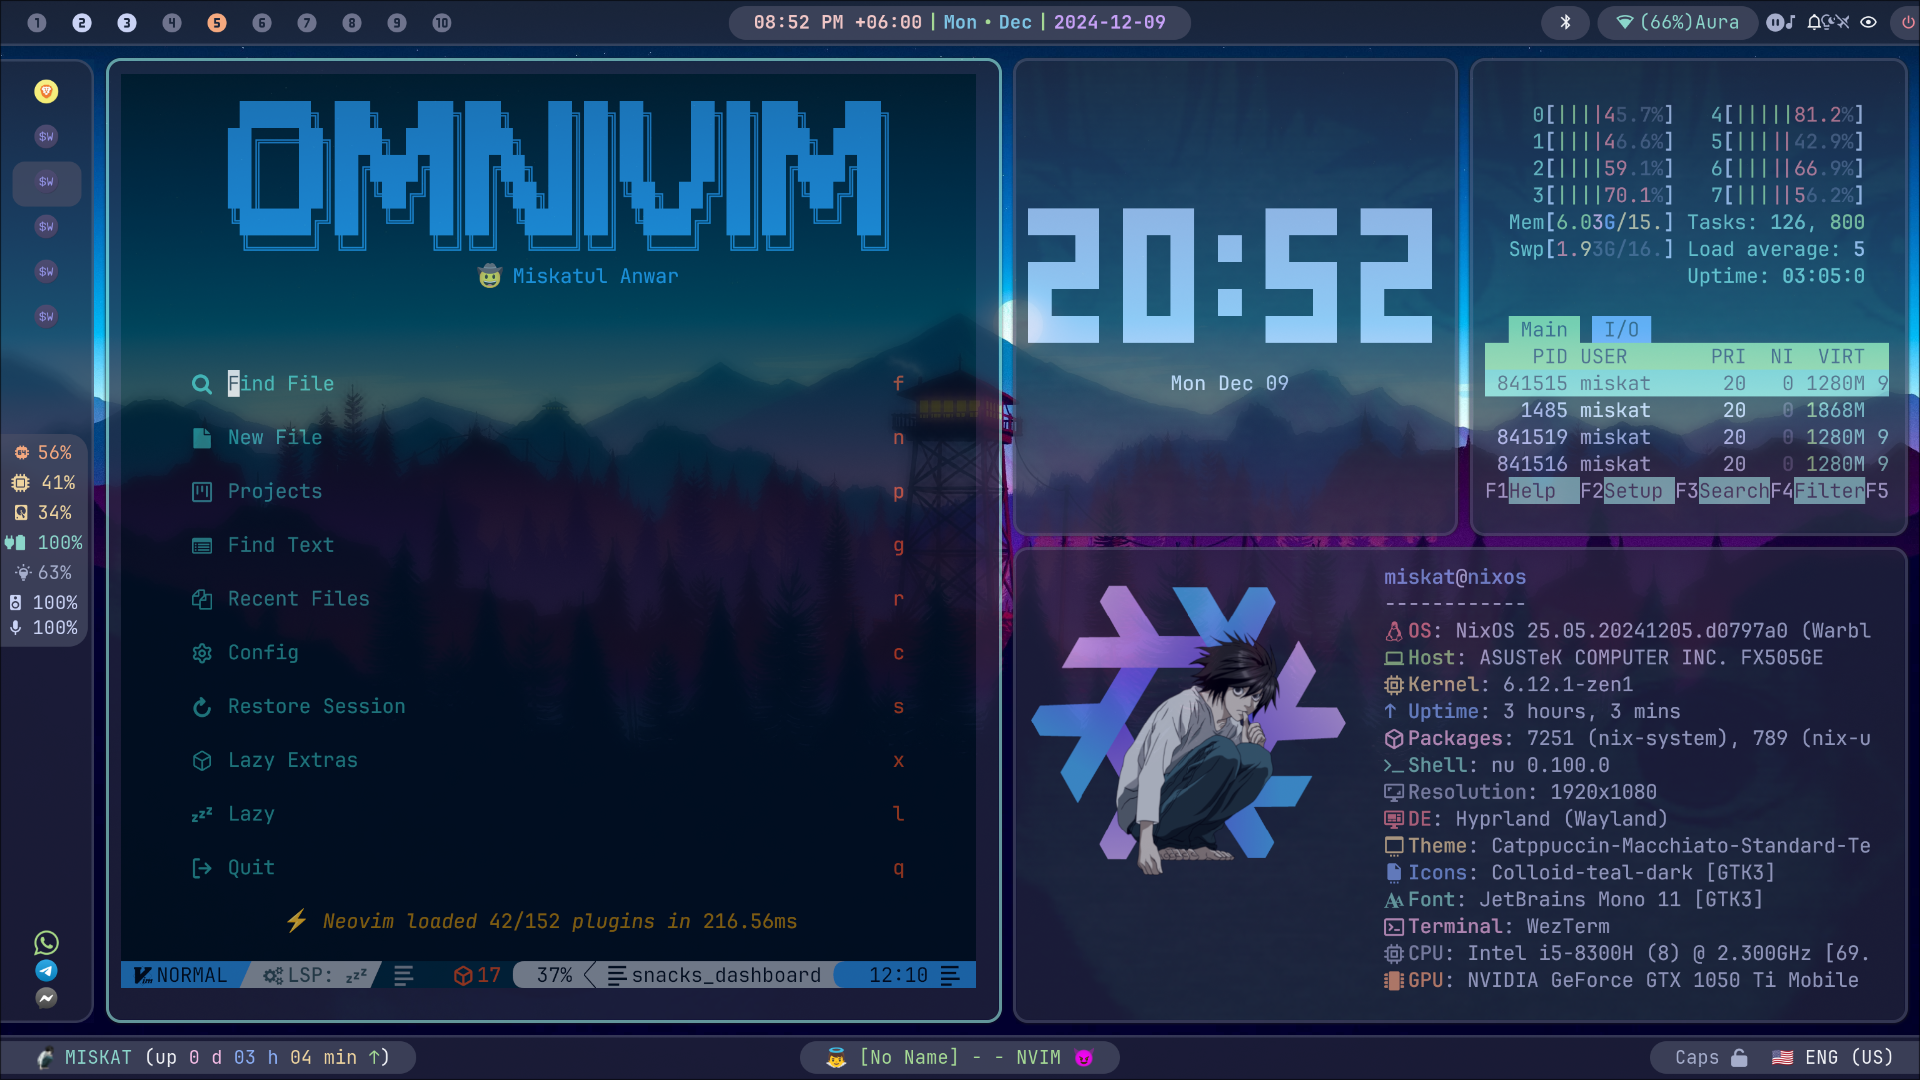 1 2 3 4 5 6 7 8 9 10
08:52 PM +06:00 | Mon • Dec | 2024-12-09
(66%)Aura
$W
$W
$W
$W
$W
56%
41%
34%
100%
63%
100%
100%
OMNIVIM
Miskatul Anwar
Find File f
New File n
Projects p
Find Text g
Recent Files r
Config c
Restore Session s
Lazy Extras x
Lazy l
Quit q
Neovim loaded 42/152 plugins in 216.56ms
NORMAL LSP: 17 37% snacks_dashboard 12:10
20:52
Mon Dec 09
0[||||45.7%] 4[|||||81.2%]
1[||||46.6%] 5[|||||42.9%]
2[||||59.1%] 6[|||||66.9%]
3[||||70.1%] 7[|||||56.2%]
Mem[6.03G/15.] Tasks: 126, 800
Swp[1.93G/16.] Load average: 5
Uptime: 03:05:0
Main I/O
PID USER PRI NI VIRT
841515 miskat 20 0 1280M 9
1485 miskat 20 0 1868M
841519 miskat 20 0 1280M 9
841516 miskat 20 0 1280M 9
F1Help F2Setup F3SearchF4FilterF5
miskat@nixos
------------
OS: NixOS 25.05.20241205.d0797a0 (Warbl
Host: ASUSTeK COMPUTER INC. FX505GE
Kernel: 6.12.1-zen1
Uptime: 3 hours, 3 mins
Packages: 7251 (nix-system), 789 (nix-u
Shell: nu 0.100.0
Resolution: 1920x1080
DE: Hyprland (Wayland)
Theme: Catppuccin-Macchiato-Standard-Te
Icons: Colloid-teal-dark [GTK3]
Font: JetBrains Mono 11 [GTK3]
Terminal: WezTerm
CPU: Intel i5-8300H (8) @ 2.300GHz [69.
GPU: NVIDIA GeForce GTX 1050 Ti Mobile
MISKAT (up 0 d 03 h 04 min ↑)
[No Name] - - NVIM
Caps ENG (US)